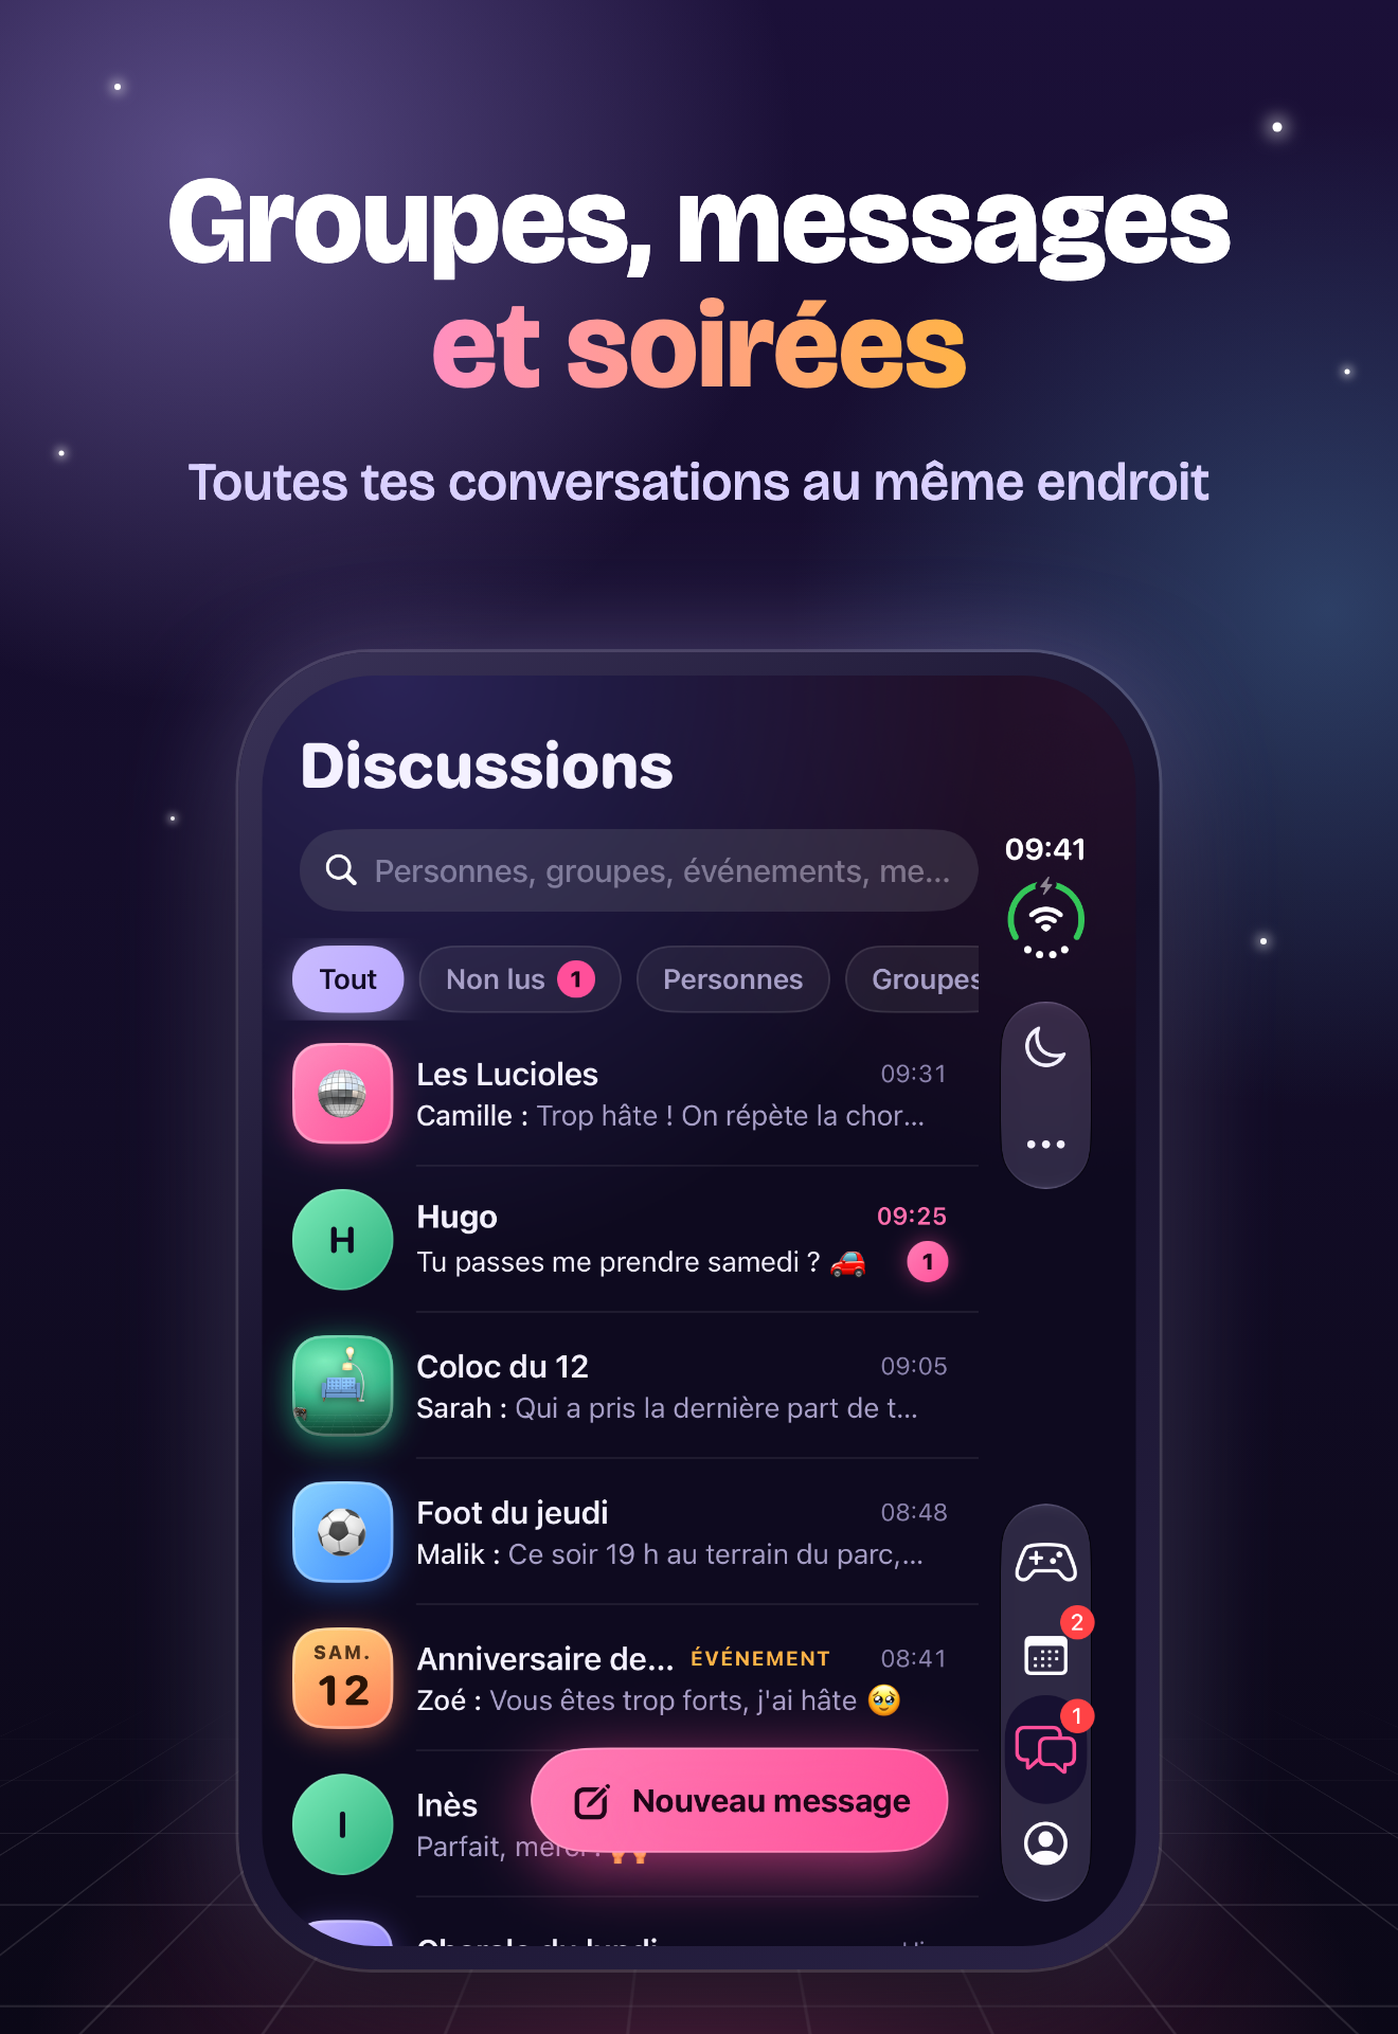 Groupes, messages
et soirées
Toutes tes conversations au même endroit
Discussions
Personnes, groupes, événements, me...
09:41
Tout
Non lus 1
Personnes
Groupes
Les Lucioles 09:31
Camille : Trop hâte ! On répète la chor...
Hugo 09:25
Tu passes me prendre samedi ? 🚗 1
Coloc du 12 09:05
Sarah : Qui a pris la dernière part de t...
Foot du jeudi 08:48
Malik : Ce soir 19 h au terrain du parc,...
SAM.
12
Anniversaire de... ÉVÉNEMENT 08:41
Zoé : Vous êtes trop forts, j'ai hâte 🥹
2
1
H
I
Inès
Parfait, merci !
Nouveau message
Chorale du lundi